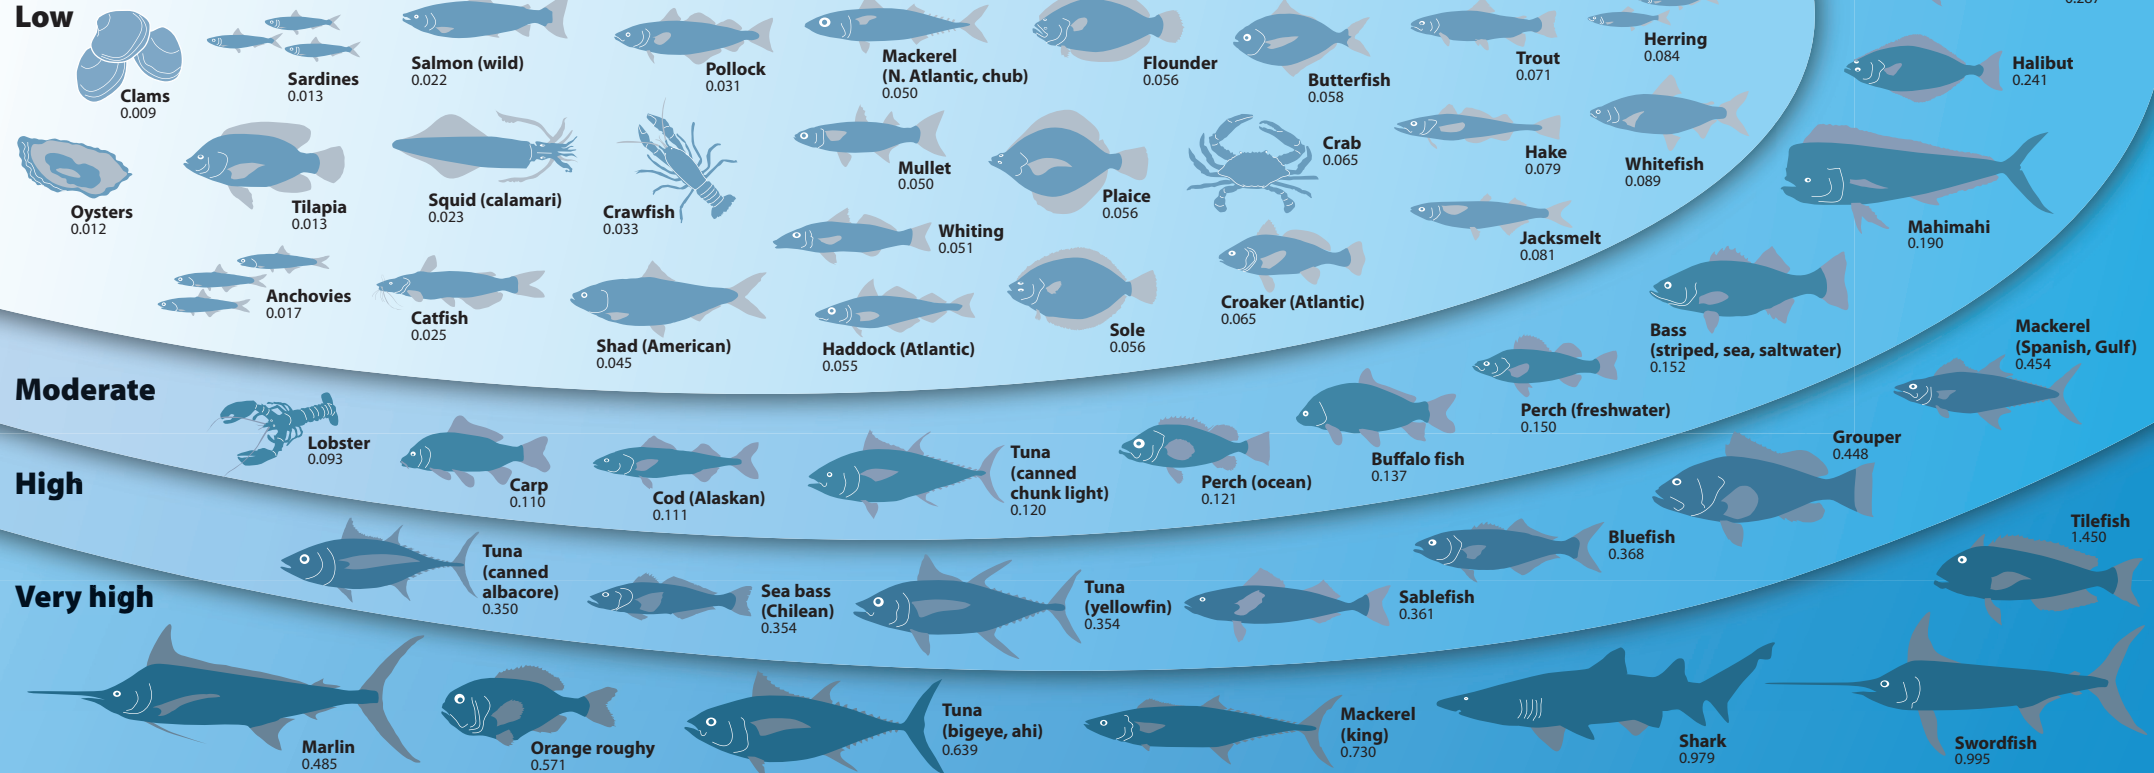 0.287
Low
Clams
0.009
Sardines
0.013
Salmon (wild)
0.022
Pollock
0.031
Mackerel
(N. Atlantic, chub)
0.050
Flounder
0.056
Butterfish
0.058
Trout
0.071
Herring
0.084
Halibut
0.241
Oysters
0.012
Tilapia
0.013
Squid (calamari)
0.023
Crawfish
0.033
Mullet
0.050
Plaice
0.056
Crab
0.065
Hake
0.079
Whitefish
0.089
Mahimahi
0.190
Anchovies
0.017
Catfish
0.025
Shad (American)
0.045
Whiting
0.051
Haddock (Atlantic)
0.055
Sole
0.056
Croaker (Atlantic)
0.065
Jacksmelt
0.081
Bass
(striped, sea, saltwater)
0.152
Mackerel
(Spanish, Gulf)
0.454
Moderate
Lobster
0.093
Carp
0.110
Cod (Alaskan)
0.111
Tuna
(canned
chunk light)
0.120
Perch (ocean)
0.121
Buffalo fish
0.137
Perch (freshwater)
0.150
Grouper
0.448
High
Tuna
(canned
albacore)
0.350
Sea bass
(Chilean)
0.354
Tuna
(yellowfin)
0.354
Sablefish
0.361
Bluefish
0.368
Tilefish
1.450
Very high
Marlin
0.485
Orange roughy
0.571
Tuna
(bigeye, ahi)
0.639
Mackerel
(king)
0.730
Shark
0.979
Swordfish
0.995